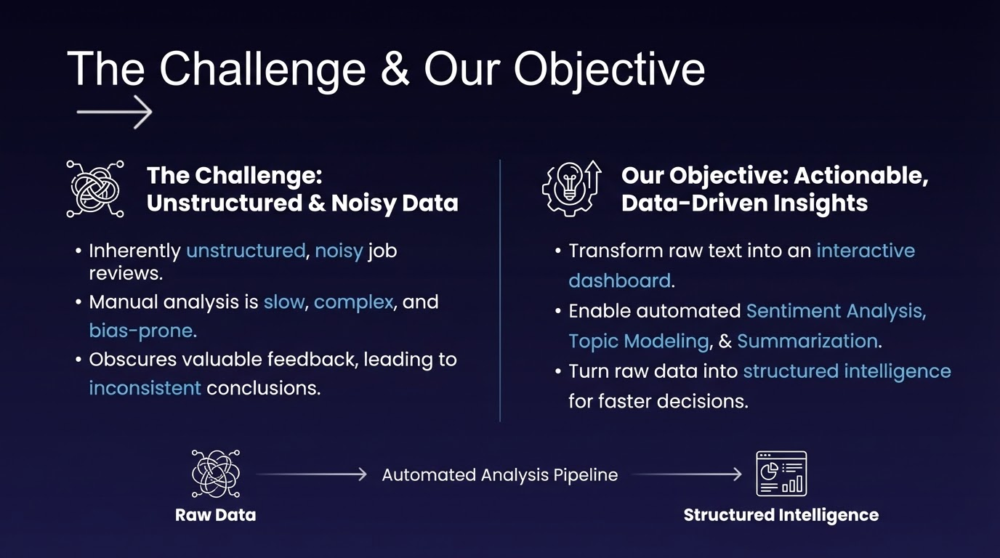 The Challenge & Our Objective
The Challenge:
Unstructured & Noisy Data
• Inherently unstructured, noisy job
reviews.
• Manual analysis is slow, complex, and
bias-prone.
• Obscures valuable feedback, leading to
inconsistent conclusions.
Our Objective: Actionable,
Data-Driven Insights
• Transform raw text into an interactive
dashboard.
• Enable automated Sentiment Analysis,
Topic Modeling, & Summarization.
• Turn raw data into structured intelligence
for faster decisions.
Automated Analysis Pipeline
Raw Data
Structured Intelligence